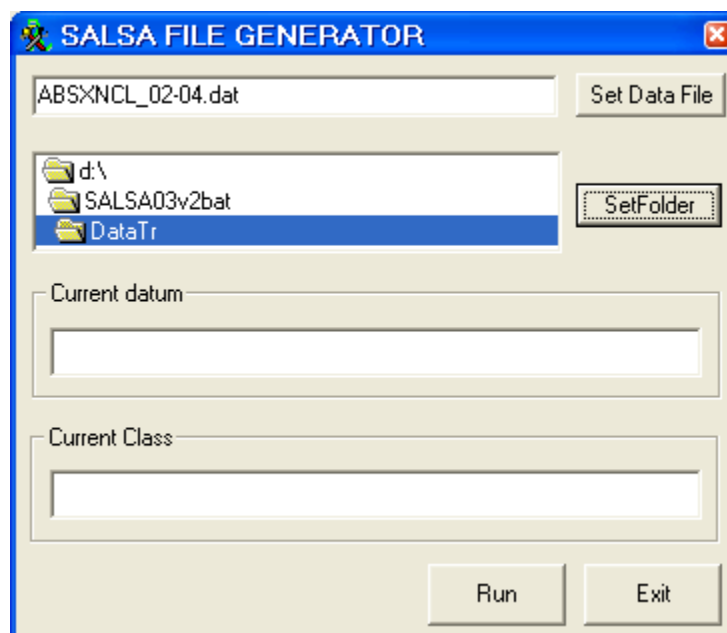 SALSA FILE GENERATOR
ABSXNCL_02-04.dat
Set Data File
d:\
SALSA03v2bat
DataTr
SetFolder
Current datum
Current Class
Run
Exit